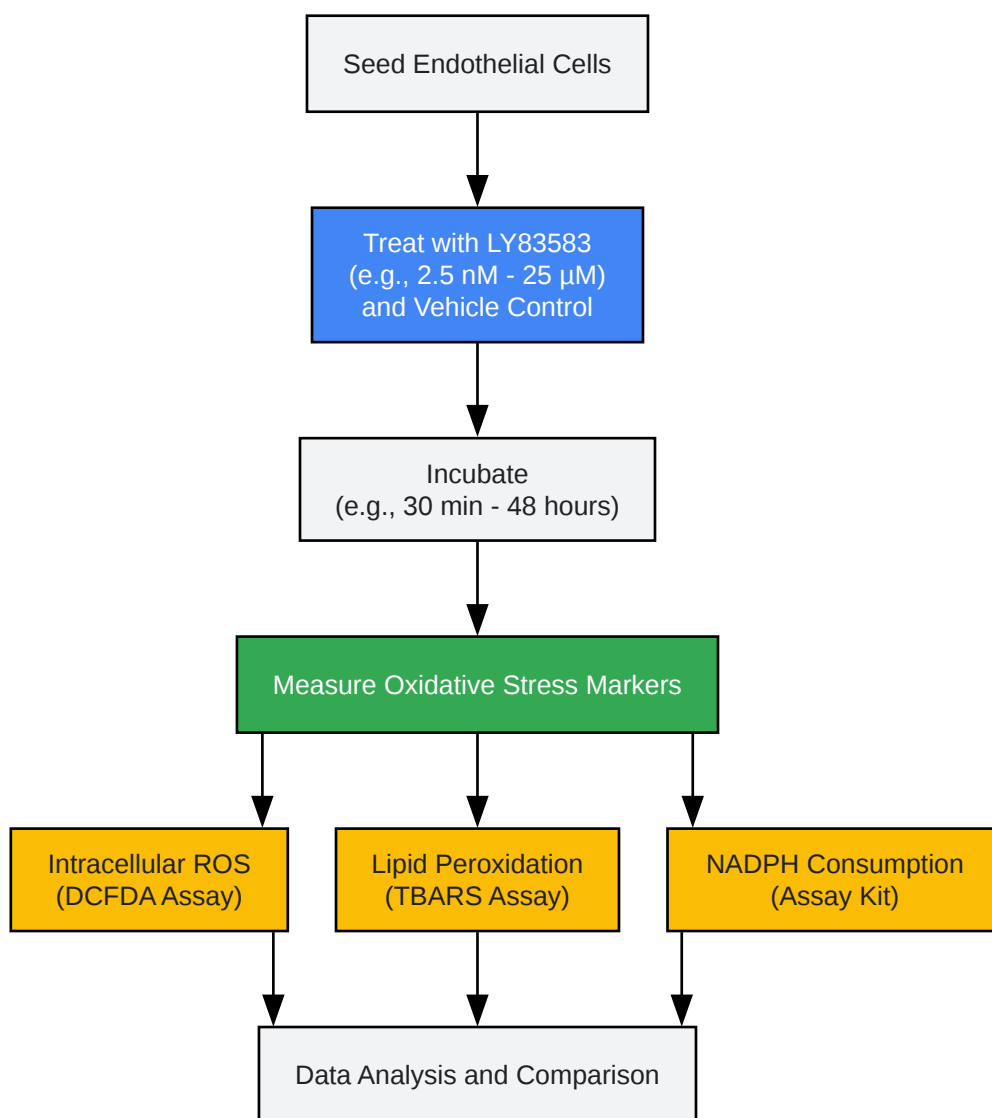 Seed Endothelial Cells
Treat with LY83583
(e.g., 2.5 nM - 25 µM)
and Vehicle Control
Incubate
(e.g., 30 min - 48 hours)
Measure Oxidative Stress Markers
Intracellular ROS
(DCFDA Assay)
Lipid Peroxidation
(TBARS Assay)
NADPH Consumption
(Assay Kit)
Data Analysis and Comparison